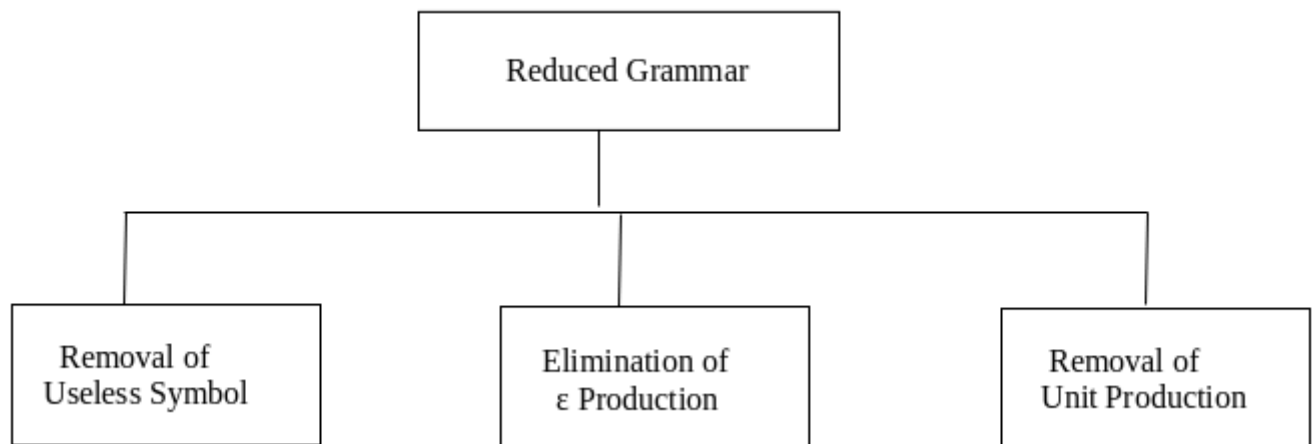 Reduced Grammar
Removal of
Useless Symbol
Elimination of
ε Production
Removal of
Unit Production